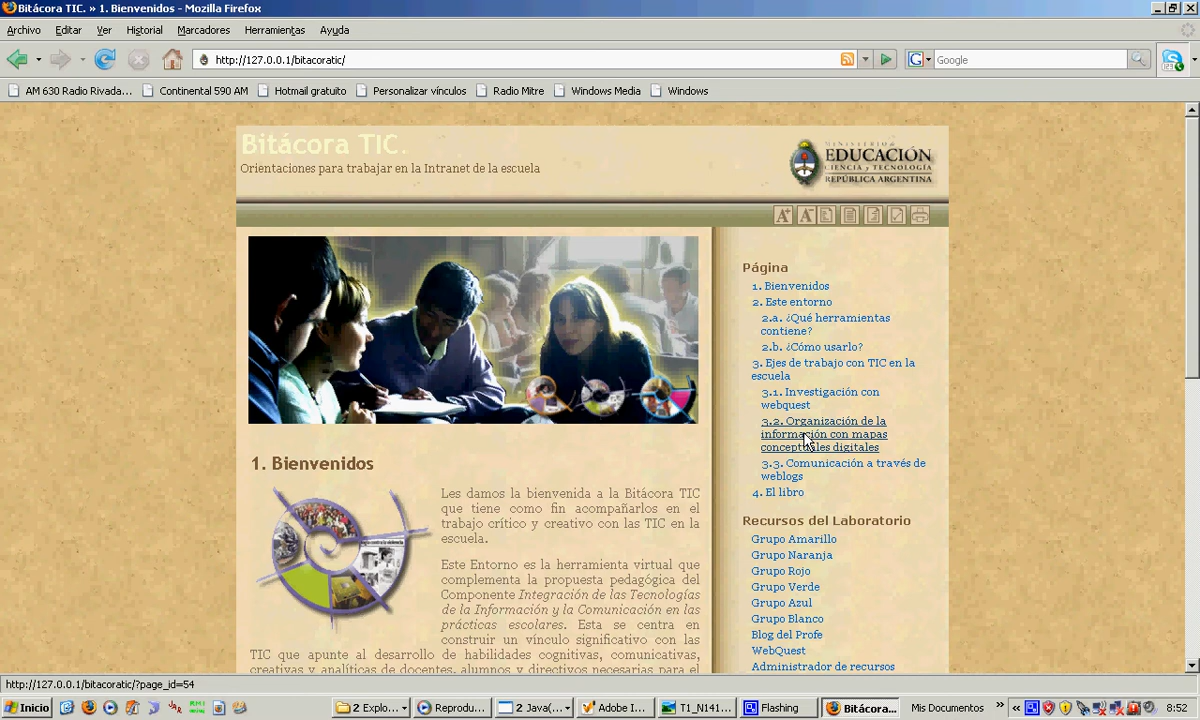 Bitácora TIC. » 1. Bienvenidos - Mozilla Firefox
Archivo Editar Ver Historial Marcadores Herramientas Ayuda
http://127.0.0.1/bitacoratic/
G Google
AM 630 Radio Rivada... Continental 590 AM Hotmail gratuito Personalizar vínculos Radio Mitre Windows Media Windows
Bitácora TIC.
Orientaciones para trabajar en la Intranet de la escuela
MINISTERIO DE
EDUCACIÓN
CIENCIA y TECNOLOGÍA
REPÚBLICA ARGENTINA
A+ A-
Página
1. Bienvenidos
2. Este entorno
2.a. ¿Qué herramientas
contiene?
2.b. ¿Cómo usarlo?
3. Ejes de trabajo con TIC en la
escuela
3.1. Investigación con
webquest
3.2. Organización de la
información con mapas
conceptuales digitales
3.3. Comunicación a través de
weblogs
4. El libro
Recursos del Laboratorio
Grupo Amarillo
Grupo Naranja
Grupo Rojo
Grupo Verde
Grupo Azul
Grupo Blanco
Blog del Profe
WebQuest
Administrador de recursos
1. Bienvenidos
Les damos la bienvenida a la Bitácora TIC
que tiene como fin acompañarlos en el
trabajo crítico y creativo con las TIC en la
escuela.
Este Entorno es la herramienta virtual que
complementa la propuesta pedagógica del
Componente Integración de las Tecnologías
de la Información y la Comunicación en las
prácticas escolares. Esta se centra en
construir un vínculo significativo con las
TIC que apunte al desarrollo de habilidades cognitivas, comunicativas,
creativas y analíticas de docentes, alumnos y directivos necesarias para el
http://127.0.0.1/bitacoratic/?page_id=54
Inicio 2 Explo... Reprodu... 2 Java(... Adobe I... T1_N141... Flashing Bitácora... Mis Documentos » « 8:52